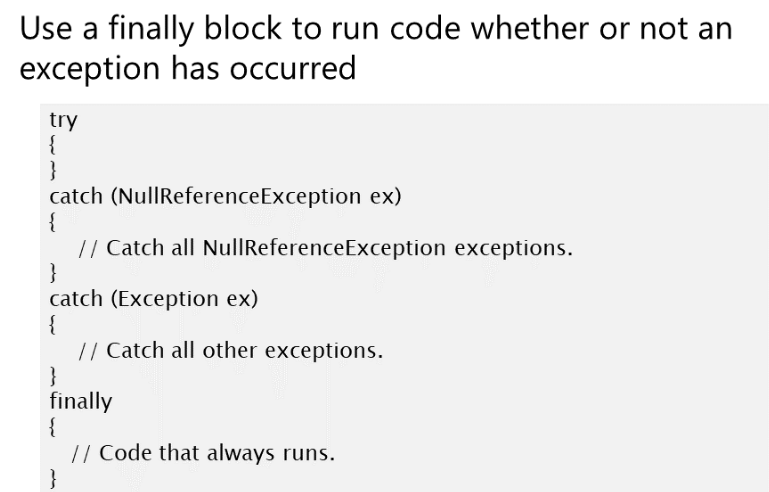 Use a finally block to run code whether or not an
exception has occurred
try
{
}
catch (NullReferenceException ex)
{
// Catch all NullReferenceException exceptions.
}
catch (Exception ex)
{
// Catch all other exceptions.
}
finally
{
// Code that always runs.
}